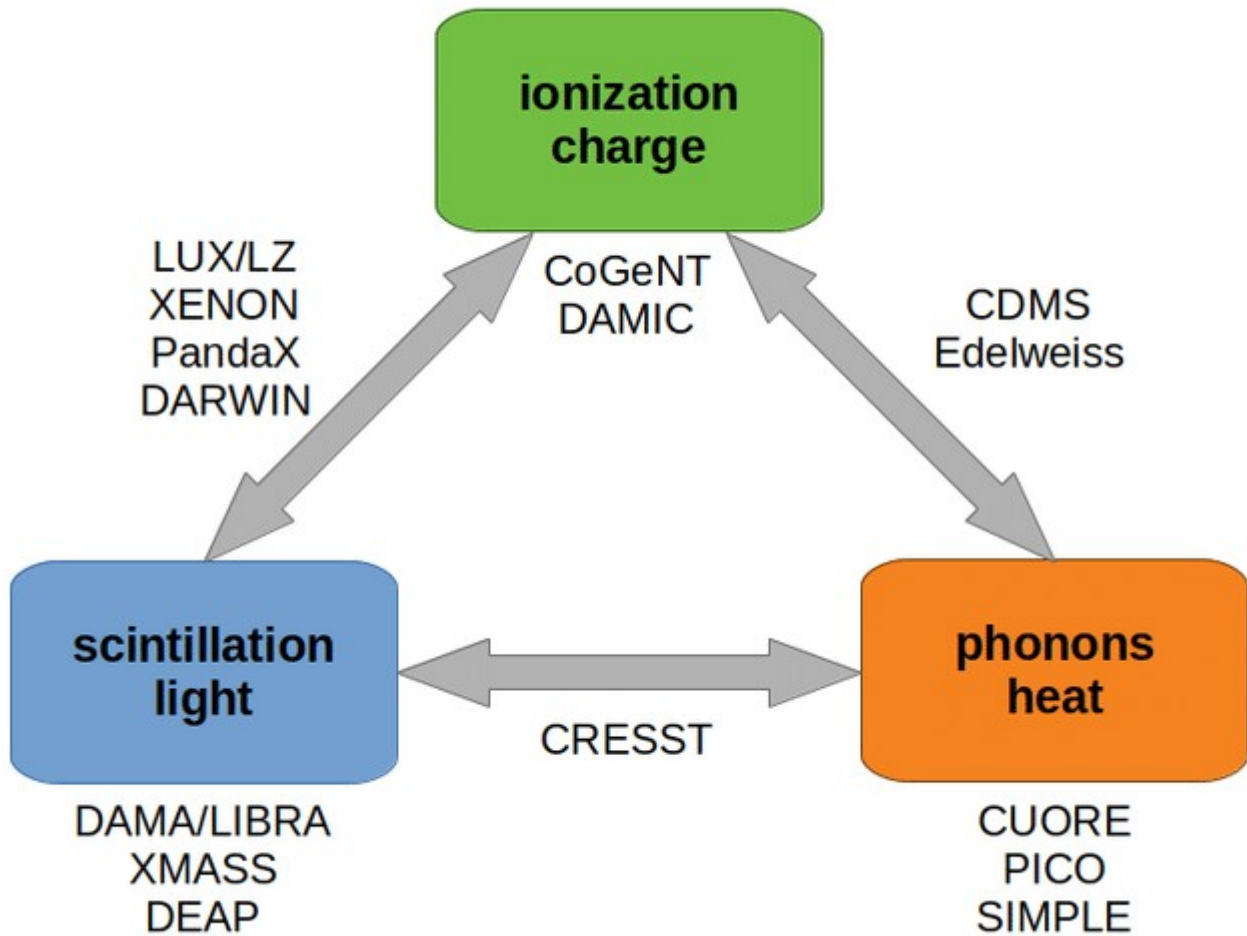 ionization
charge
LUX/LZ
XENON
PandaX
DARWIN
CoGeNT
DAMIC
CDMS
Edelweiss
scintillation
light
phonons
heat
CRESST
DAMA/LIBRA
XMASS
DEAP
CUORE
PICO
SIMPLE